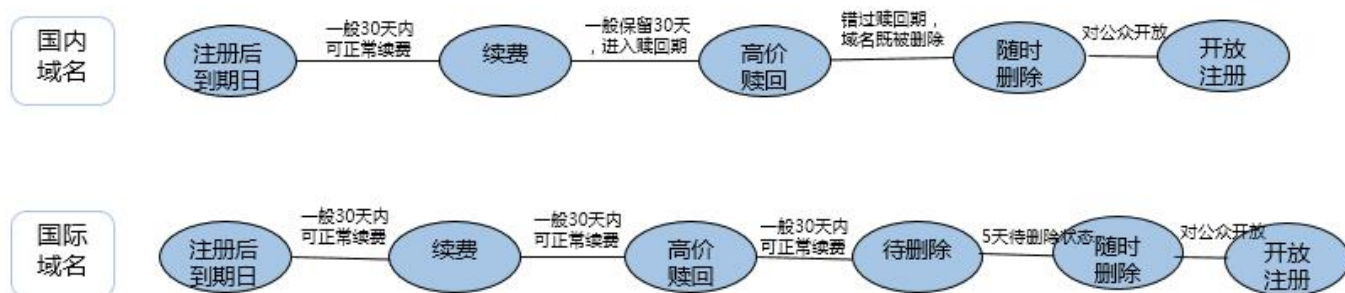 国内
域名
注册后
到期日
一般30天内
可正常续费
续费
一般保留30天
,进入赎回期
高价
赎回
错过赎回期，
域名既被删除
随时
删除
对公众开放
开放
注册
国际
域名
注册后
到期日
一般30天内
可正常续费
续费
一般30天内
可正常续费
高价
赎回
一般30天内
可正常续费
待删除
5天待删除状态
随时
删除
对公众开放
开放
注册